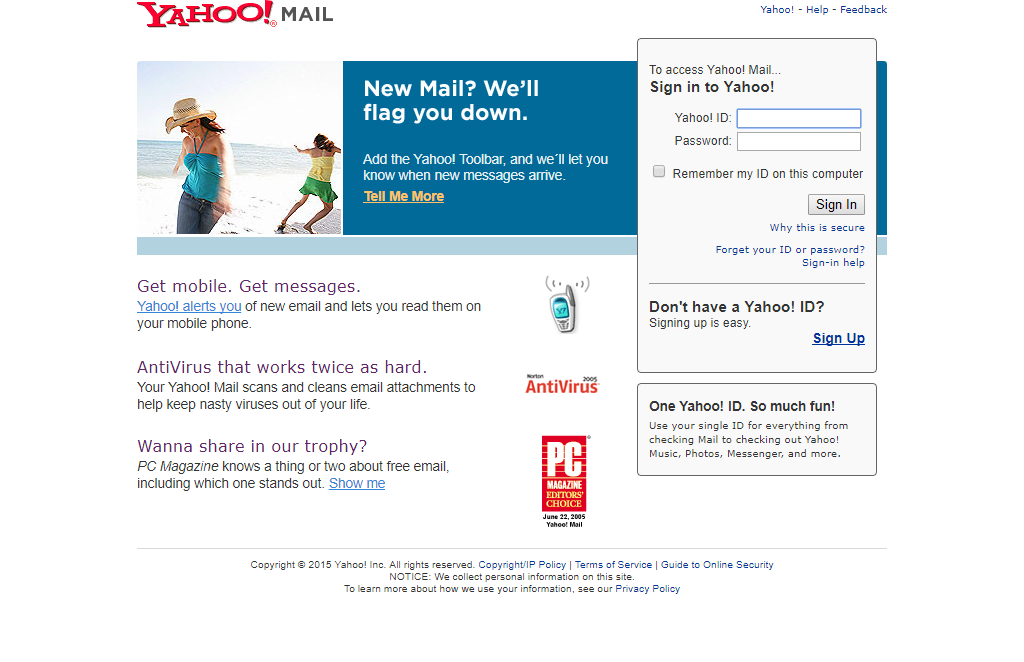 YAHOO! MAIL
Yahoo! - Help - Feedback
New Mail? We'll
flag you down.
Add the Yahoo! Toolbar, and we´ll let you
know when new messages arrive.
Tell Me More
To access Yahoo! Mail...
Sign in to Yahoo!
Yahoo! ID:
Password:
Remember my ID on this computer
Sign In
Why this is secure
Forget your ID or password?
Sign-in help
Don't have a Yahoo! ID?
Signing up is easy.
Sign Up
One Yahoo! ID. So much fun!
Use your single ID for everything from
checking Mail to checking out Yahoo!
Music, Photos, Messenger, and more.
Get mobile. Get messages.
Yahoo! alerts you of new email and lets you read them on
your mobile phone.
AntiVirus that works twice as hard.
Your Yahoo! Mail scans and cleans email attachments to
help keep nasty viruses out of your life.
Norton 2005
AntiVirus
Wanna share in our trophy?
PC Magazine knows a thing or two about free email,
including which one stands out. Show me
PC
MAGAZINE
EDITORS'
CHOICE
June 22, 2005
Yahoo! Mail
Copyright © 2015 Yahoo! Inc. All rights reserved. Copyright/IP Policy | Terms of Service | Guide to Online Security
NOTICE: We collect personal information on this site.
To learn more about how we use your information, see our Privacy Policy